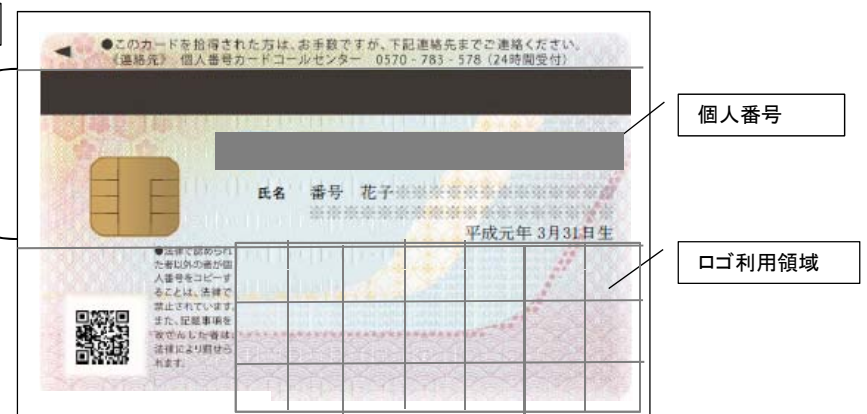 ●このカードを拾得された方は、お手数ですが、下記連絡先までご連絡ください。
《連絡先》 個人番号カードコールセンター 0570-783-578（24時間受付）
個人番号
氏名 番号 花子※※※※※※※※※※※※※
※※※※※※※※※※※※※※※※※※
平成元年 3月31日生
ロゴ利用領域
●法律で認められ
た者以外の者が個
人番号をコピーす
ることは、法律で
禁止されています。
また、記載事項を
改ざんした者は、
法律により罰せら
れます。